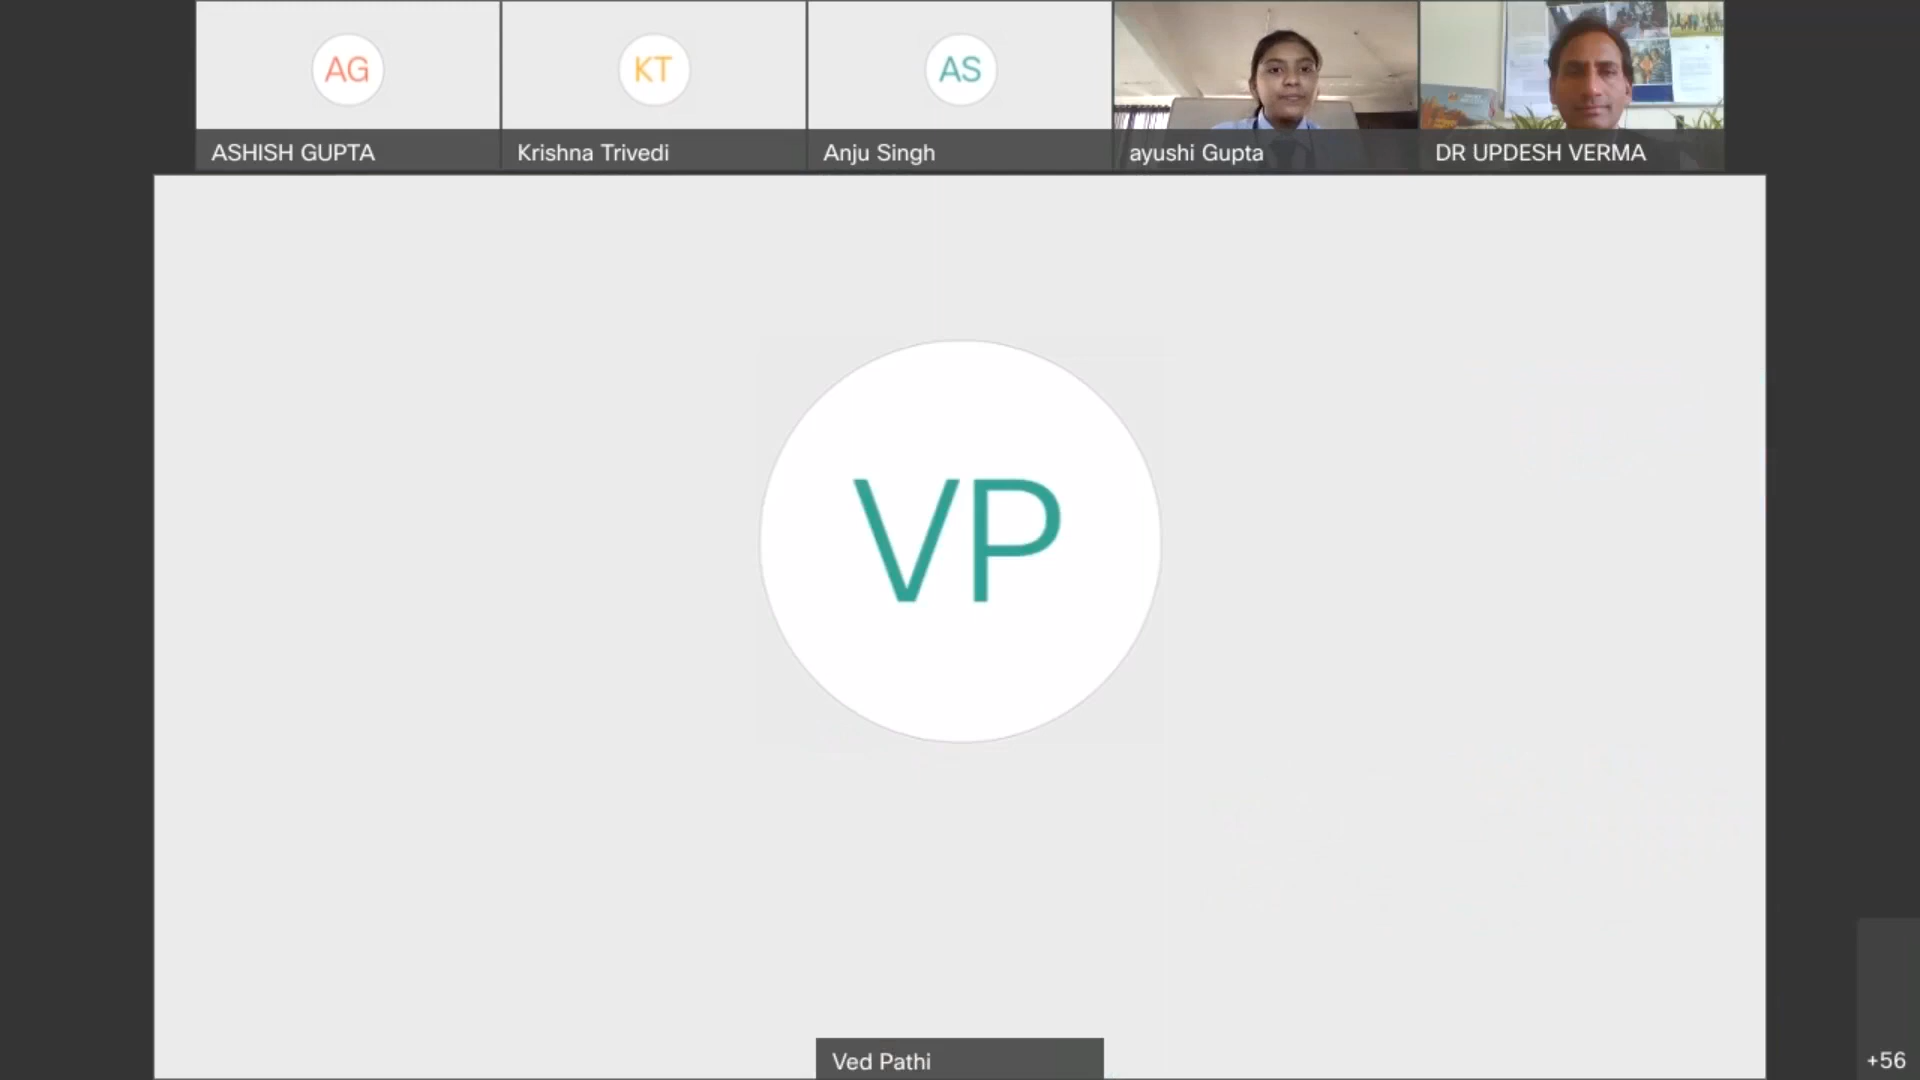 AG
KT
AS
ASHISH GUPTA
Krishna Trivedi
Anju Singh
ayushi Gupta
DR UPDESH VERMA
VP
Ved Pathi
+56